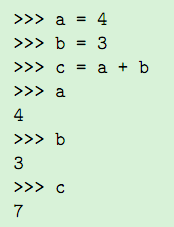 >>> a = 4
>>> b = 3
>>> c = a + b
>>> a
4
>>> b
3
>>> c
7